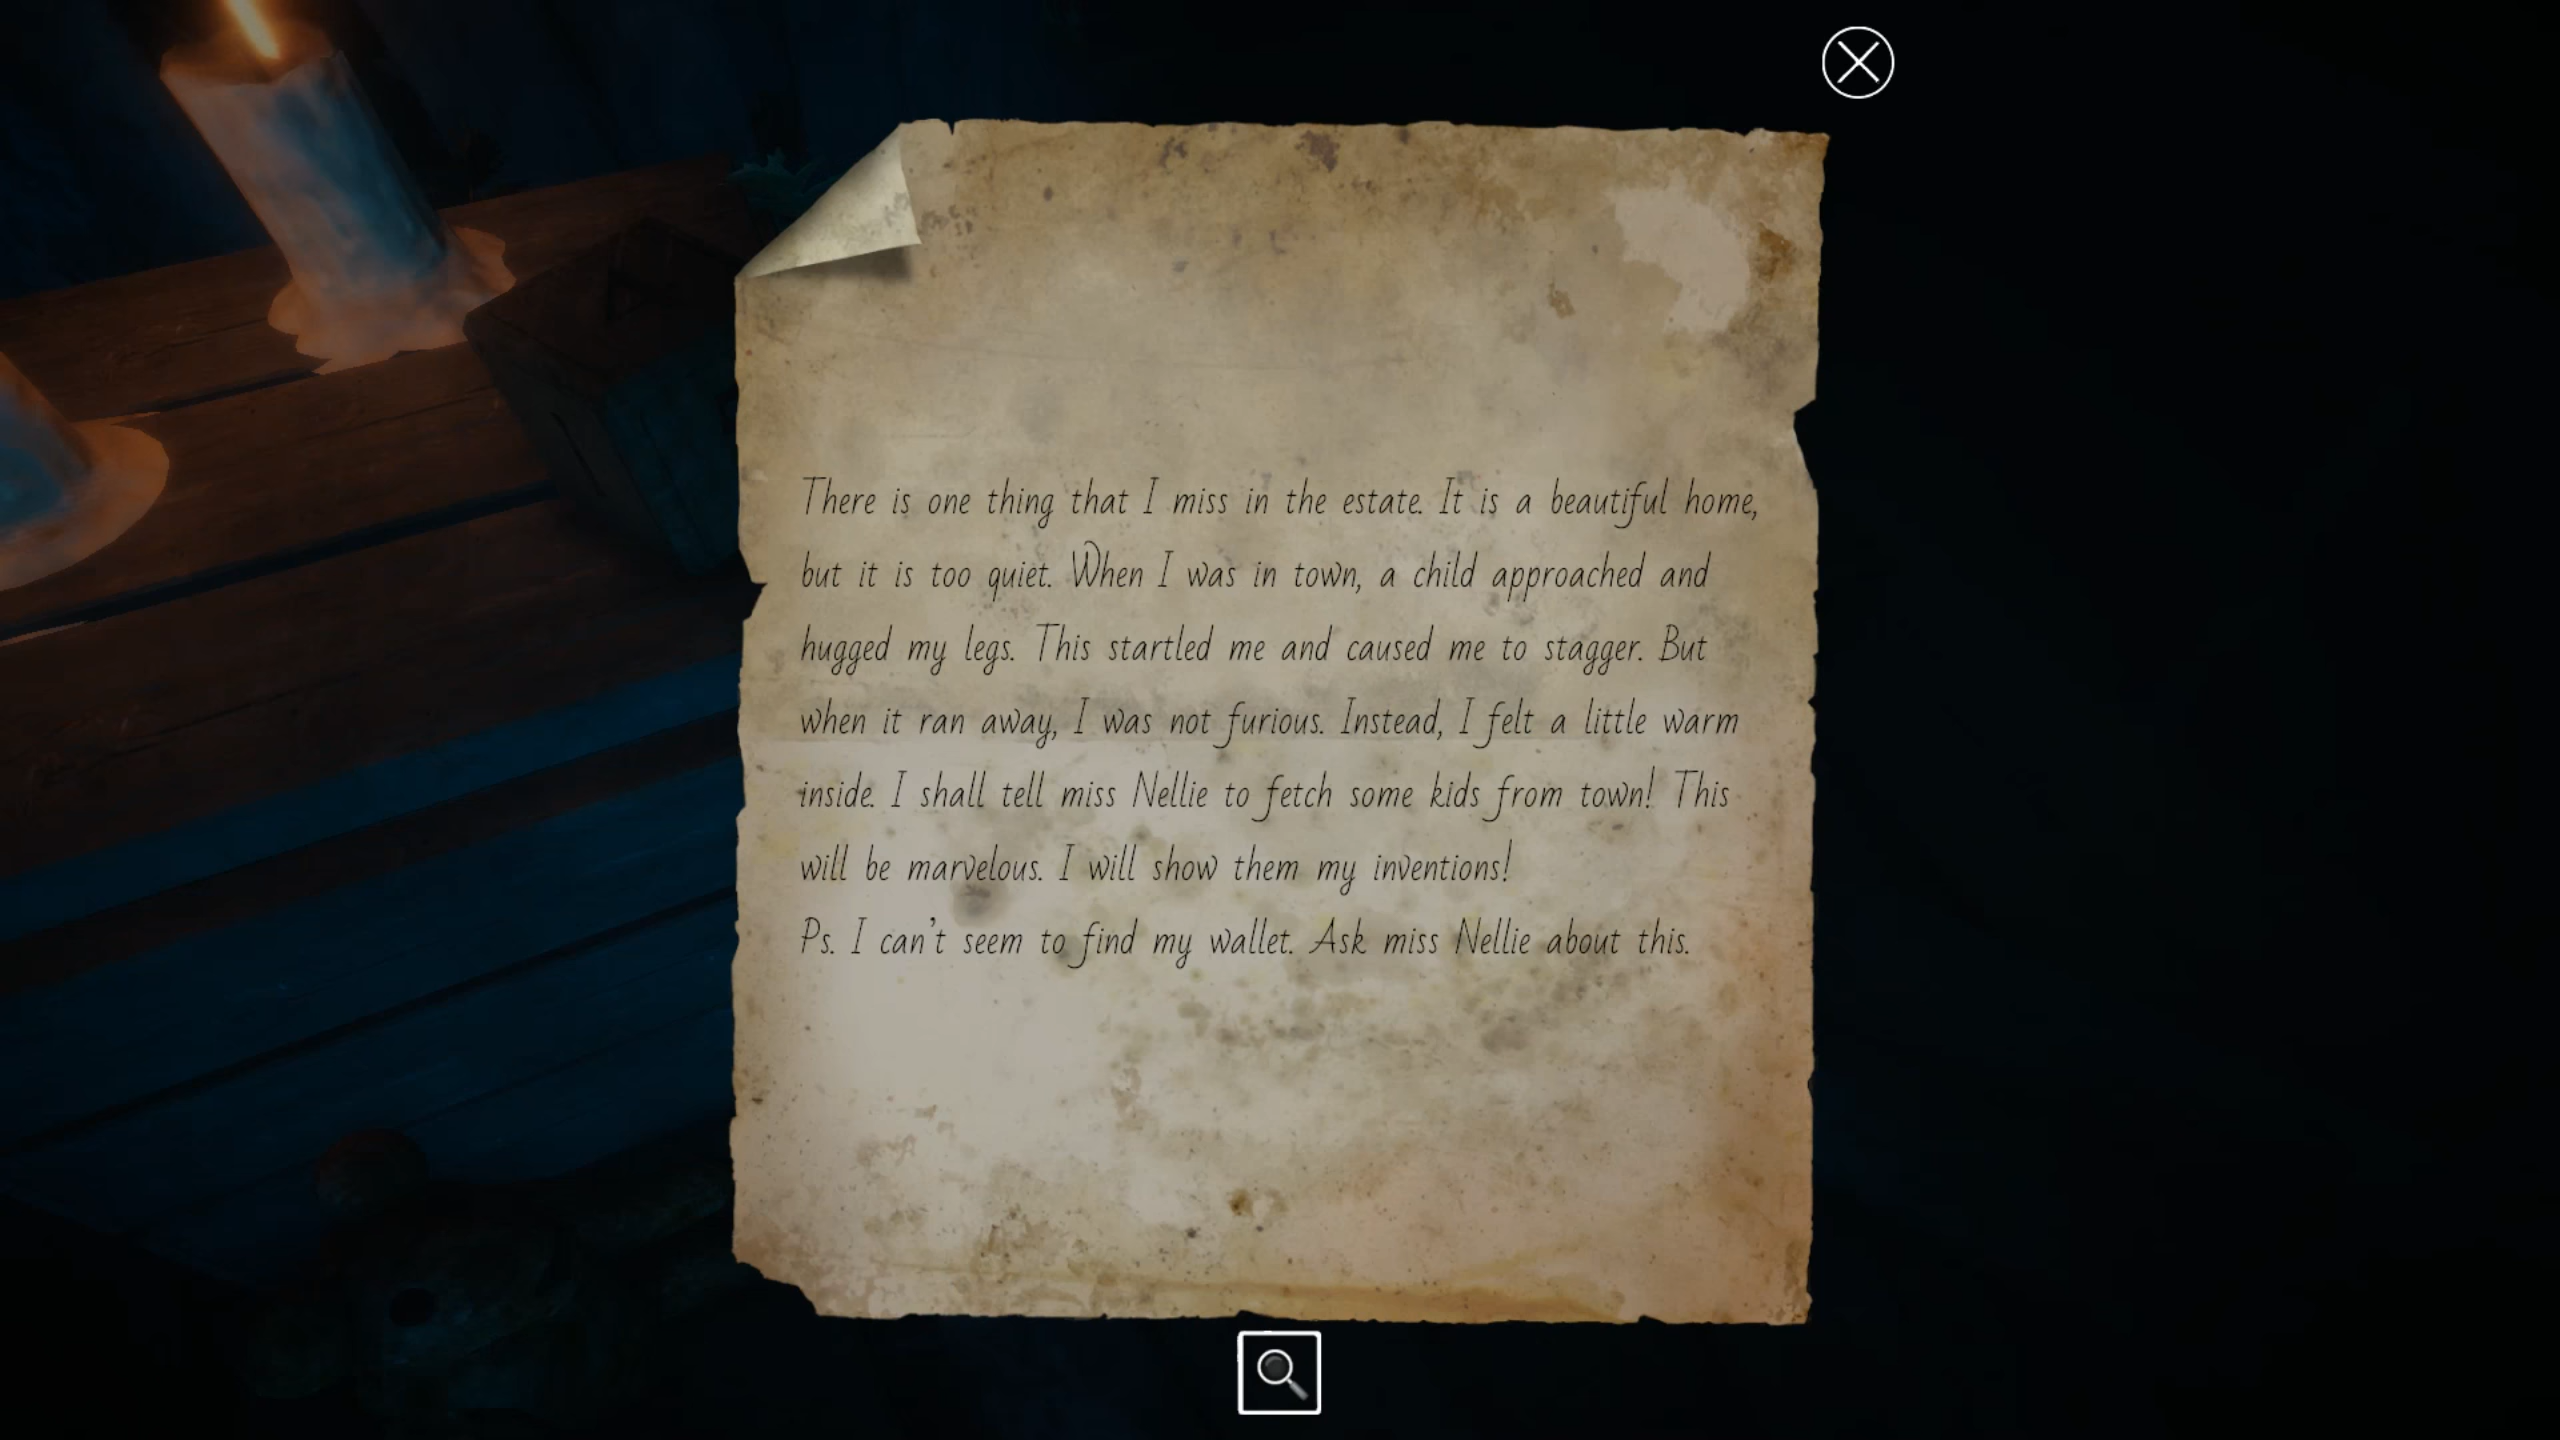 There is one thing that I miss in the estate. It is a beautiful home,
but it is too quiet. When I was in town, a child approached and
hugged my legs. This startled me and caused me to stagger. But
when it ran away, I was not furious. Instead, I felt a little warm
inside. I shall tell miss Nellie to fetch some kids from town! This
will be marvelous. I will show them my inventions!
Ps. I can't seem to find my wallet. Ask miss Nellie about this.